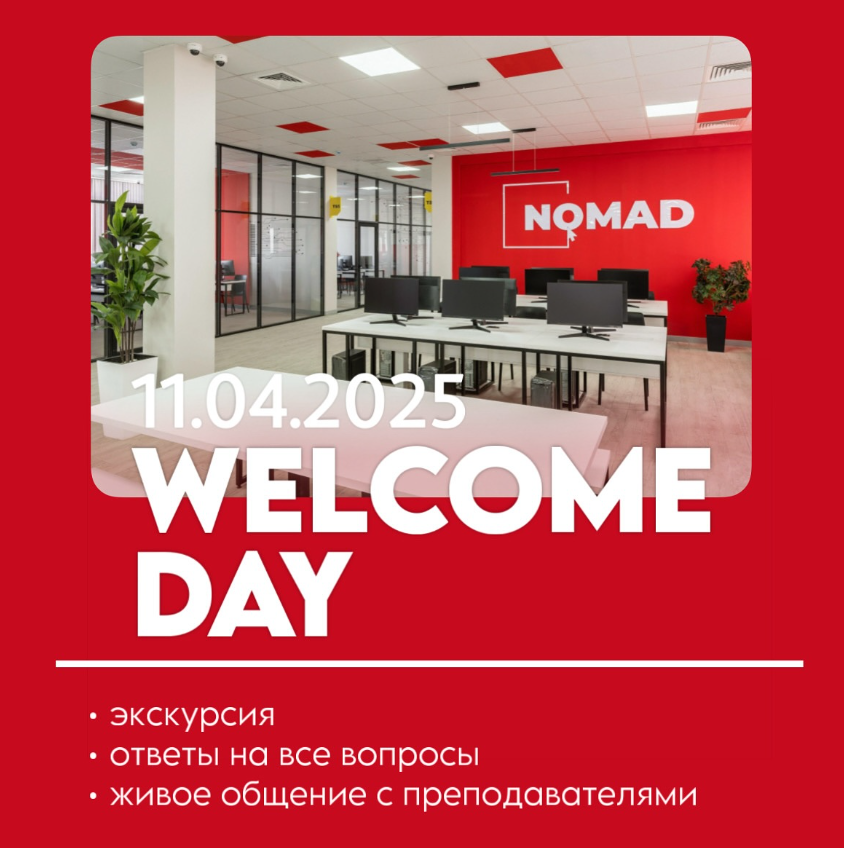 NOMAD
11.04.2025
WELCOME
DAY
• экскурсия
• ответы на все вопросы
• живое общение с преподавателями